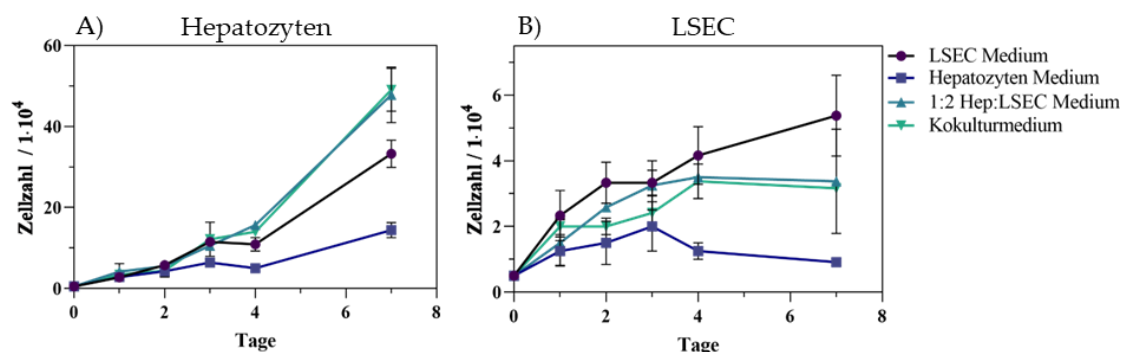 A) Hepatozyten
60
40
20
0
0 2 4 6 8
Zellzahl / 1·10⁴
Tage
B) LSEC
6
4
2
0
0 2 4 6 8
Zellzahl / 1·10⁴
Tage
LSEC Medium
Hepatozyten Medium
1:2 Hep:LSEC Medium
Kokulturmedium